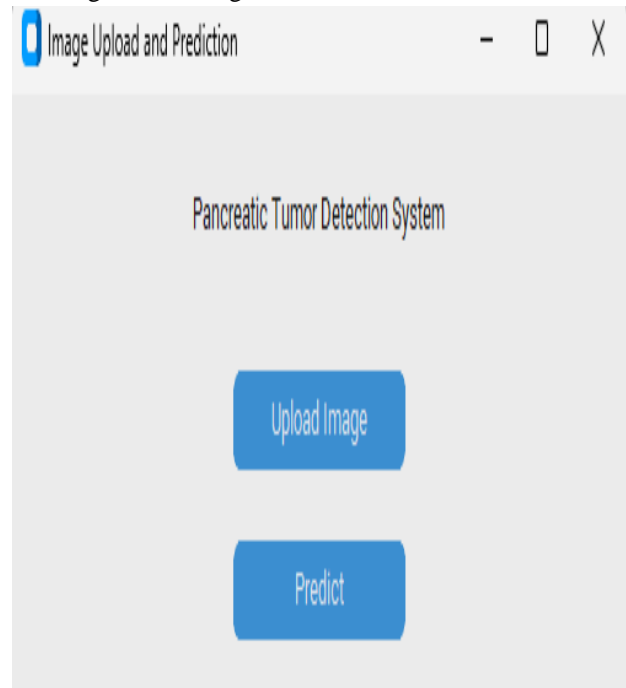 Image Upload and Prediction
Pancreatic Tumor Detection System
Upload Image
Predict